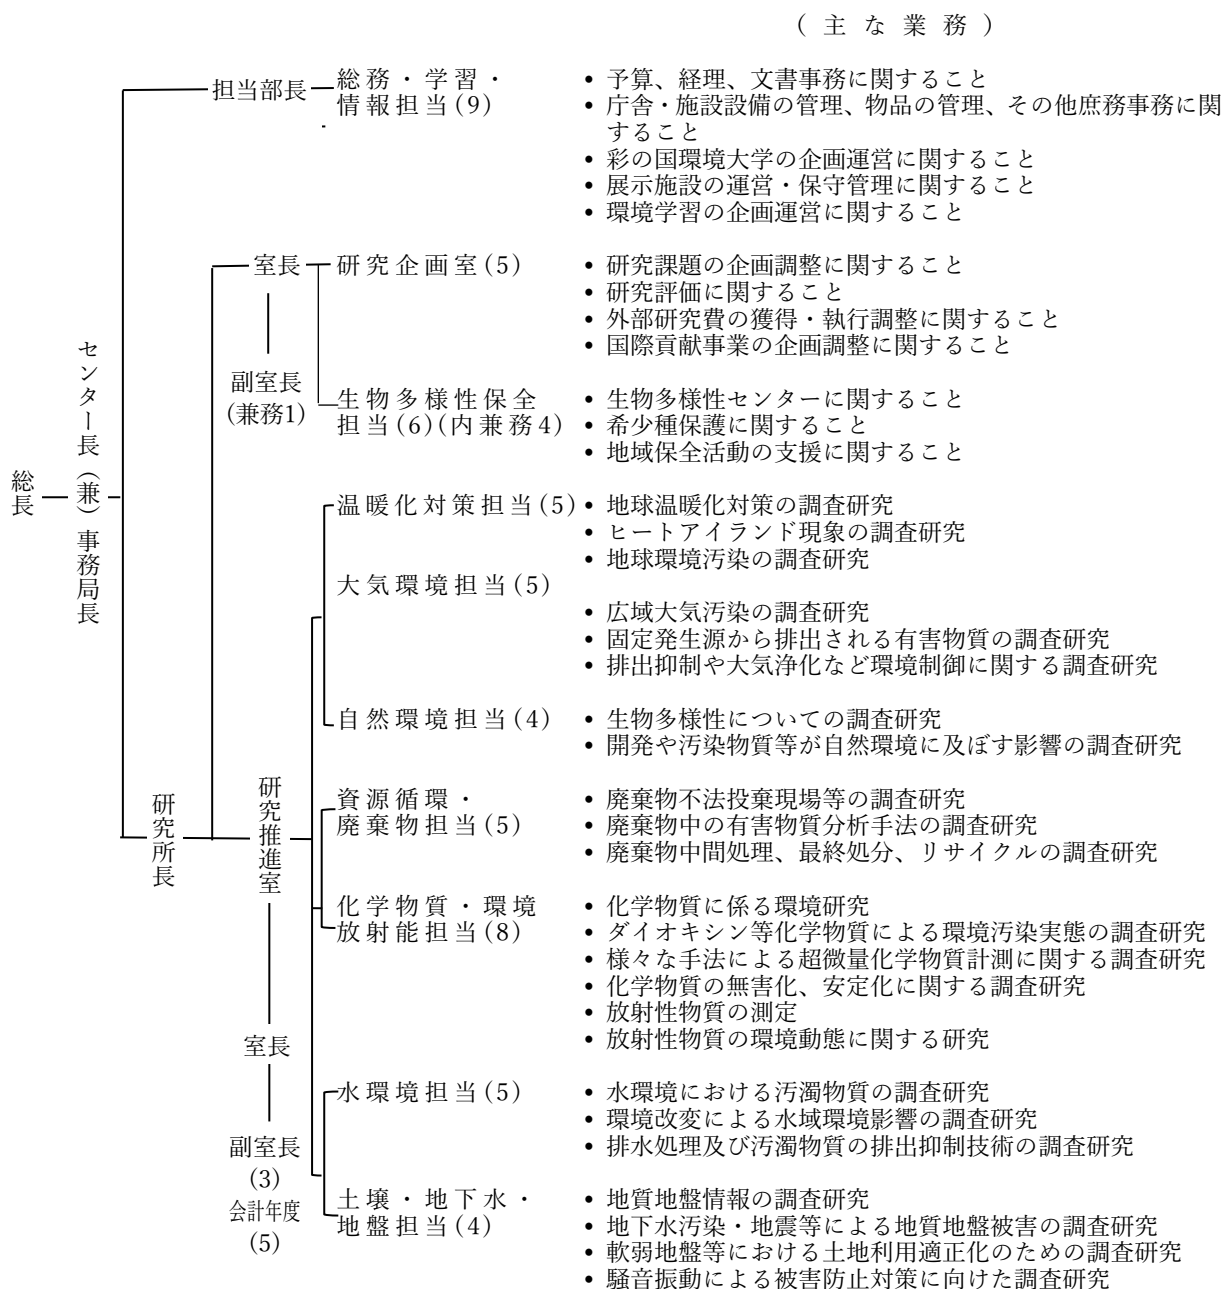 (主な業務)
担当部長
総務・学習・
情報担当(9)
• 予算、経理、文書事務に関すること
• 庁舎・施設設備の管理、物品の管理、その他庶務事務に関
すること
• 彩の国環境大学の企画運営に関すること
• 展示施設の運営・保守管理に関すること
• 環境学習の企画運営に関すること
室長
研究企画室(5)
• 研究課題の企画調整に関すること
• 研究評価に関すること
• 外部研究費の獲得・執行調整に関すること
• 国際貢献事業の企画調整に関すること
副室長
(兼務1)
生物多様性保全
担当(6)(内兼務4)
• 生物多様性センターに関すること
• 希少種保護に関すること
• 地域保全活動の支援に関すること
総長
センター長(兼)事務局長
温暖化対策担当(5)
• 地球温暖化対策の調査研究
• ヒートアイランド現象の調査研究
• 地球環境汚染の調査研究
大気環境担当(5)
• 広域大気汚染の調査研究
• 固定発生源から排出される有害物質の調査研究
• 排出抑制や大気浄化など環境制御に関する調査研究
自然環境担当(4)
• 生物多様性についての調査研究
• 開発や汚染物質等が自然環境に及ぼす影響の調査研究
研究所長
研究推進室
資源循環・
廃棄物担当(5)
• 廃棄物不法投棄現場等の調査研究
• 廃棄物中の有害物質分析手法の調査研究
• 廃棄物中間処理、最終処分、リサイクルの調査研究
化学物質・環境
放射能担当(8)
• 化学物質に係る環境研究
• ダイオキシン等化学物質による環境汚染実態の調査研究
• 様々な手法による超微量化学物質計測に関する調査研究
• 化学物質の無害化、安定化に関する調査研究
• 放射性物質の測定
• 放射性物質の環境動態に関する研究
室長
水環境担当(5)
• 水環境における汚濁物質の調査研究
• 環境改変による水域環境影響の調査研究
• 排水処理及び汚濁物質の排出抑制技術の調査研究
副室長
(3)
会計年度
(5)
土壌・地下水・
地盤担当(4)
• 地質地盤情報の調査研究
• 地下水汚染・地震等による地質地盤被害の調査研究
• 軟弱地盤等における土地利用適正化のための調査研究
• 騒音振動による被害防止対策に向けた調査研究